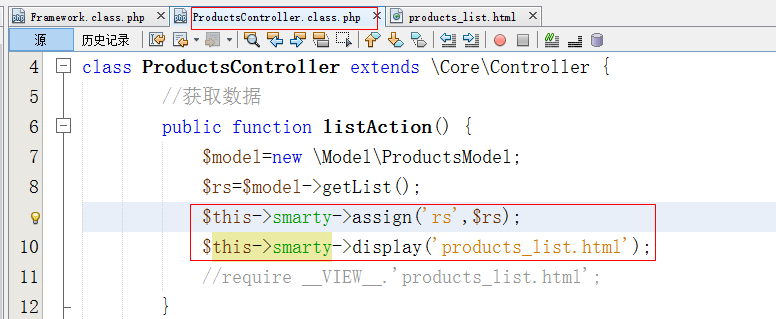 Framework.class.php ProductsController.class.php products_list.html
源 历史记录
4 class ProductsController extends \Core\Controller {
5 //获取数据
6 public function listAction() {
7 $model=new \Model\ProductsModel;
8 $rs=$model->getList();
$this->smarty->assign('rs',$rs);
10 $this->smarty->display('products_list.html');
11 //require __VIEW__.'products_list.html';
12 }